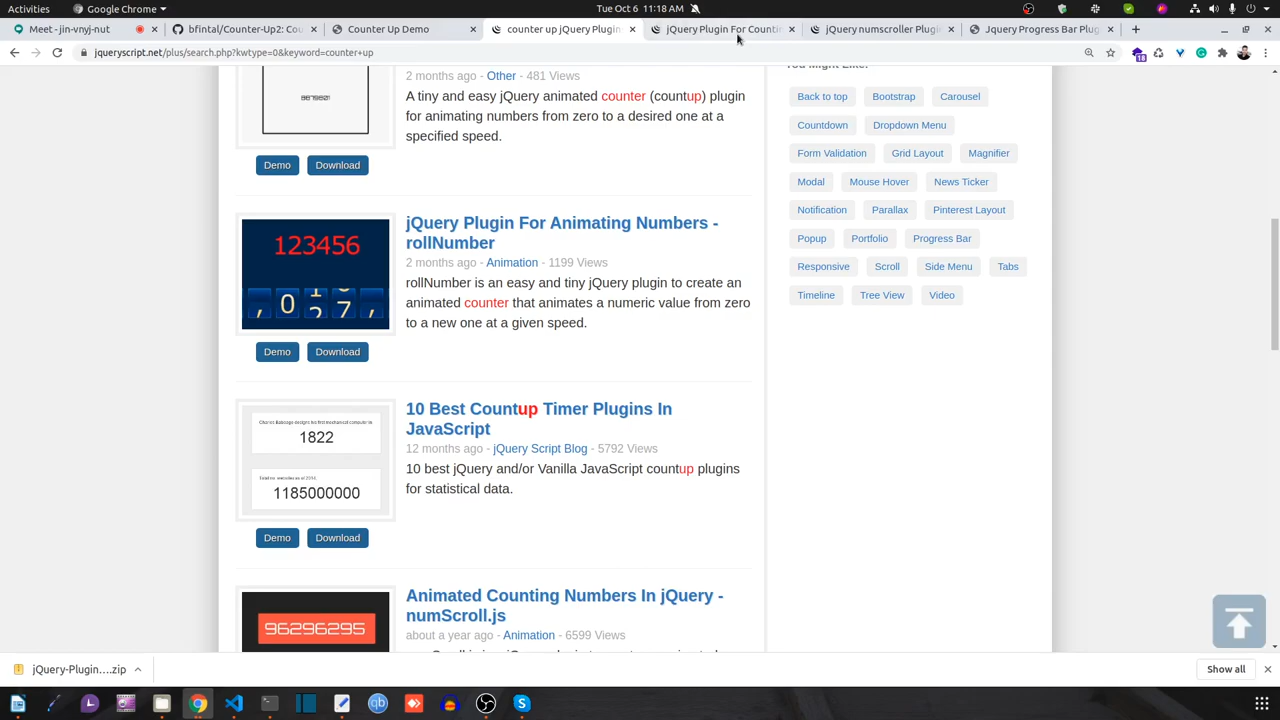 Activities
Google Chrome
Tue Oct 6 11:18 AM
Meet - jin-vnyj-nut
bfintal/Counter-Up2: Cou
Counter Up Demo
counter up jQuery Plugin
jQuery Plugin For Countin
jQuery numscroller Plugin
Jquery Progress Bar Plug
jqueryscript.net/plus/search.php?kwtype=0&keyword=counter+up
18
2 months ago - Other - 481 Views
A tiny and easy jQuery animated counter (countup) plugin
for animating numbers from zero to a desired one at a
specified speed.
Demo
Download
jQuery Plugin For Animating Numbers -
rollNumber
2 months ago - Animation - 1199 Views
rollNumber is an easy and tiny jQuery plugin to create an
animated counter that animates a numeric value from zero
to a new one at a given speed.
123456
Demo
Download
10 Best Countup Timer Plugins In
JavaScript
12 months ago - jQuery Script Blog - 5792 Views
10 best jQuery and/or Vanilla JavaScript countup plugins
for statistical data.
1822
1185000000
Demo
Download
Animated Counting Numbers In jQuery -
numScroll.js
about a year ago - Animation - 6599 Views
96296295
You Might Like:
Back to top
Bootstrap
Carousel
Countdown
Dropdown Menu
Form Validation
Grid Layout
Magnifier
Modal
Mouse Hover
News Ticker
Notification
Parallax
Pinterest Layout
Popup
Portfolio
Progress Bar
Responsive
Scroll
Side Menu
Tabs
Timeline
Tree View
Video
jQuery-Plugin....zip
Show all